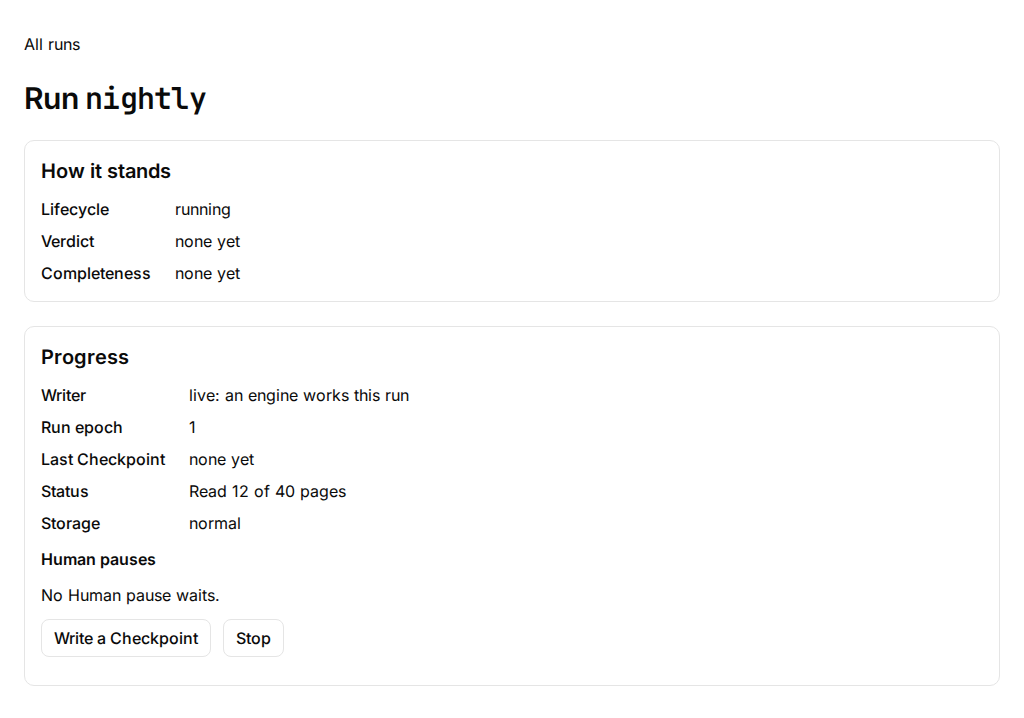 All runs
Run nightly
How it stands
Lifecycle running
Verdict none yet
Completeness none yet
Progress
Writer live: an engine works this run
Run epoch 1
Last Checkpoint none yet
Status Read 12 of 40 pages
Storage normal
Human pauses
No Human pause waits.
Write a Checkpoint Stop